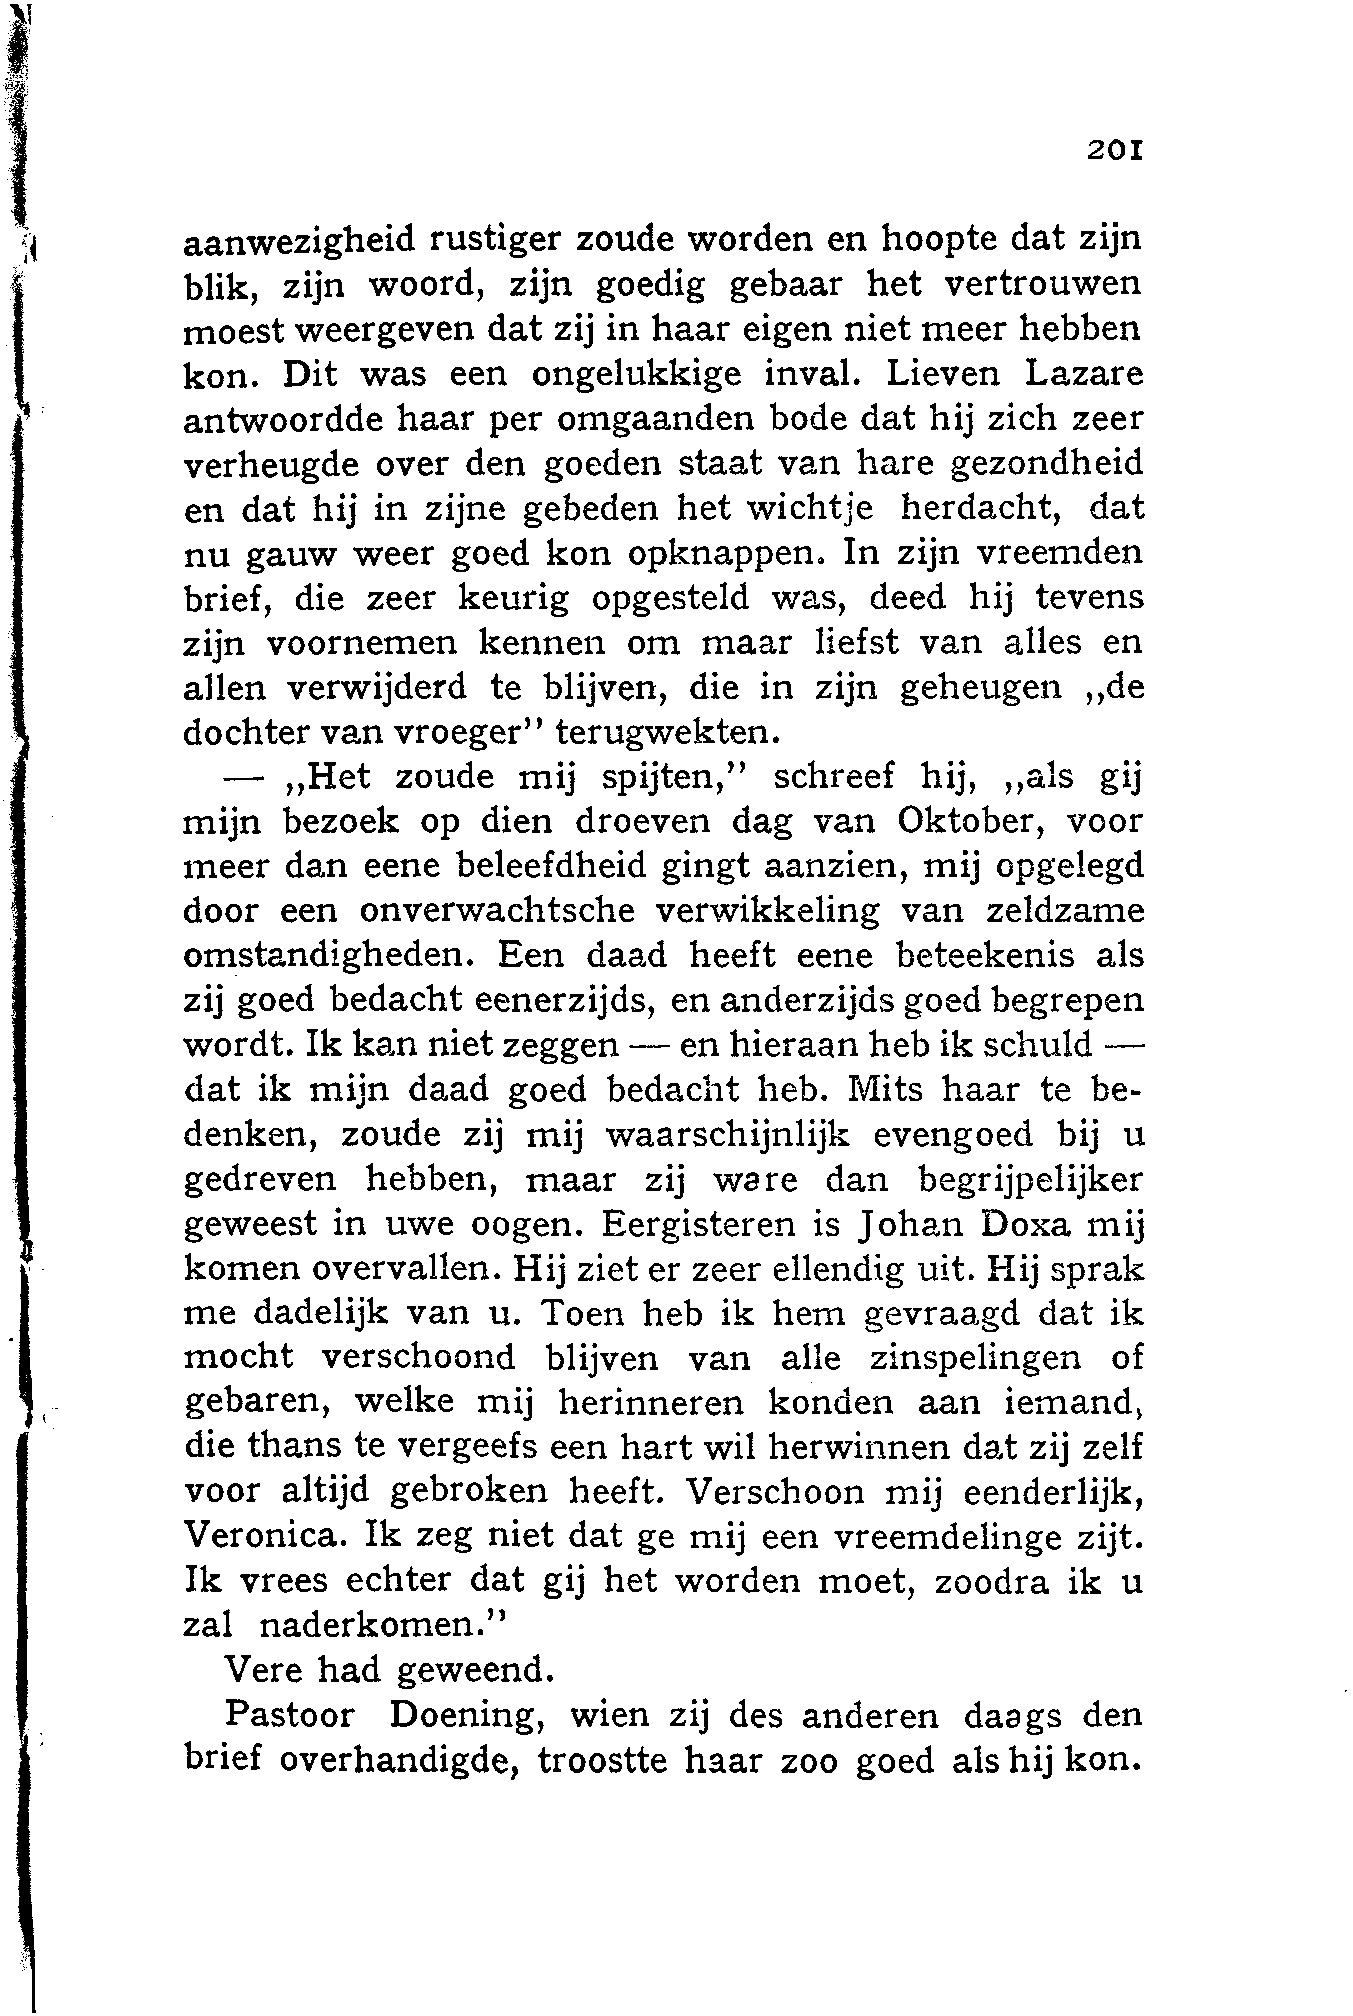 201
aanwezigheid rustiger zoude worden en hoopte dat zijn
blik, zijn woord, zijn goedig gebaar het vertrouwen
moest weergeven dat zij in haar eigen niet meer hebben
kon. Dit was een ongelukkige inval. Lieven Lazare
antwoordde haar per omgaanden bode dat hij zich zeer
verheugde over den goeden staat van hare gezondheid
en dat hij in zijne gebeden het wichtje herdacht, dat
nu gauw weer goed kon opknappen. In zijn vreemden
brief, die zeer keurig opgesteld was, deed hij tevens
zijn voornemen kennen om maar liefst van alles en
allen verwijderd te blijven, die in zijn geheugen „de
dochter van vroeger” terugwekten.
— „Het zoude mij spijten,” schreef hij, „als gij
mijn bezoek op dien droeven dag van Oktober, voor
meer dan eene beleefdheid gingt aanzien, mij opgelegd
door een onverwachtsche verwikkeling van zeldzame
omstandigheden. Een daad heeft eene beteekenis als
zij goed bedacht eenerzijds, en anderzijds goed begrepen
wordt. Ik kan niet zeggen — en hieraan heb ik schuld —
dat ik mijn daad goed bedacht heb. Mits haar te be-
denken, zoude zij mij waarschijnlijk evengoed bij u
gedreven hebben, maar zij ware dan begrijpelijker
geweest in uwe oogen. Eergisteren is Johan Doxa mij
komen overvallen. Hij ziet er zeer ellendig uit. Hij sprak
me dadelijk van u. Toen heb ik hem gevraagd dat ik
mocht verschoond blijven van alle zinspelingen of
gebaren, welke mij herinneren konden aan iemand,
die thans te vergeefs een hart wil herwinnen dat zij zelf
voor altijd gebroken heeft. Verschoon mij eenderlijk,
Veronica. Ik zeg niet dat ge mij een vreemdelinge zijt.
Ik vrees echter dat gij het worden moet, zoodra ik u
zal naderkomen.”
Vere had geweend.
Pastoor Doening, wien zij des anderen daags den
brief overhandigde, troostte haar zoo goed als hij kon.